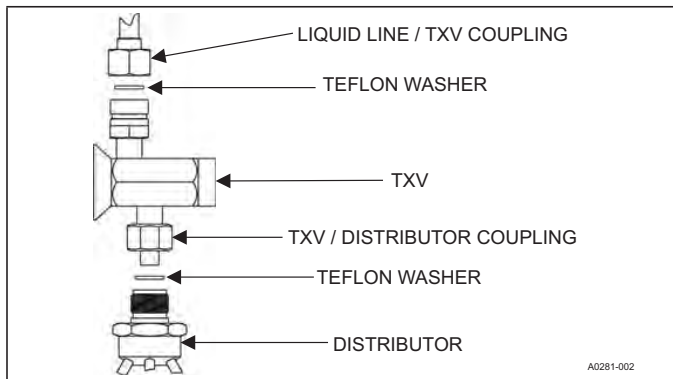 LIQUID LINE / TXV COUPLING
TEFLON WASHER
TXV
TXV / DISTRIBUTOR COUPLING
TEFLON WASHER
DISTRIBUTOR
A0281-002